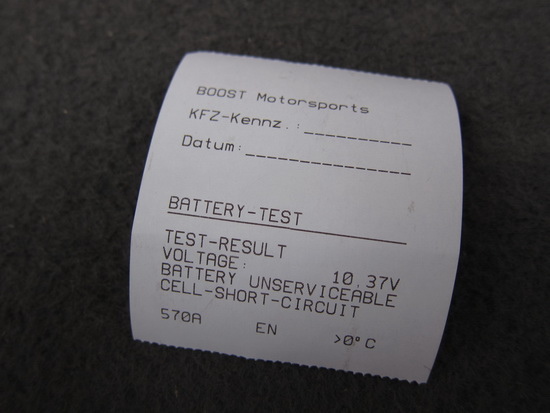 BOOST Motorsports
KFZ-Kennz.:__________
Datum:_______________
BATTERY-TEST
TEST-RESULT
VOLTAGE: 10.37V
BATTERY UNSERVICEABLE
CELL-SHORT-CIRCUIT
570A EN >0°C